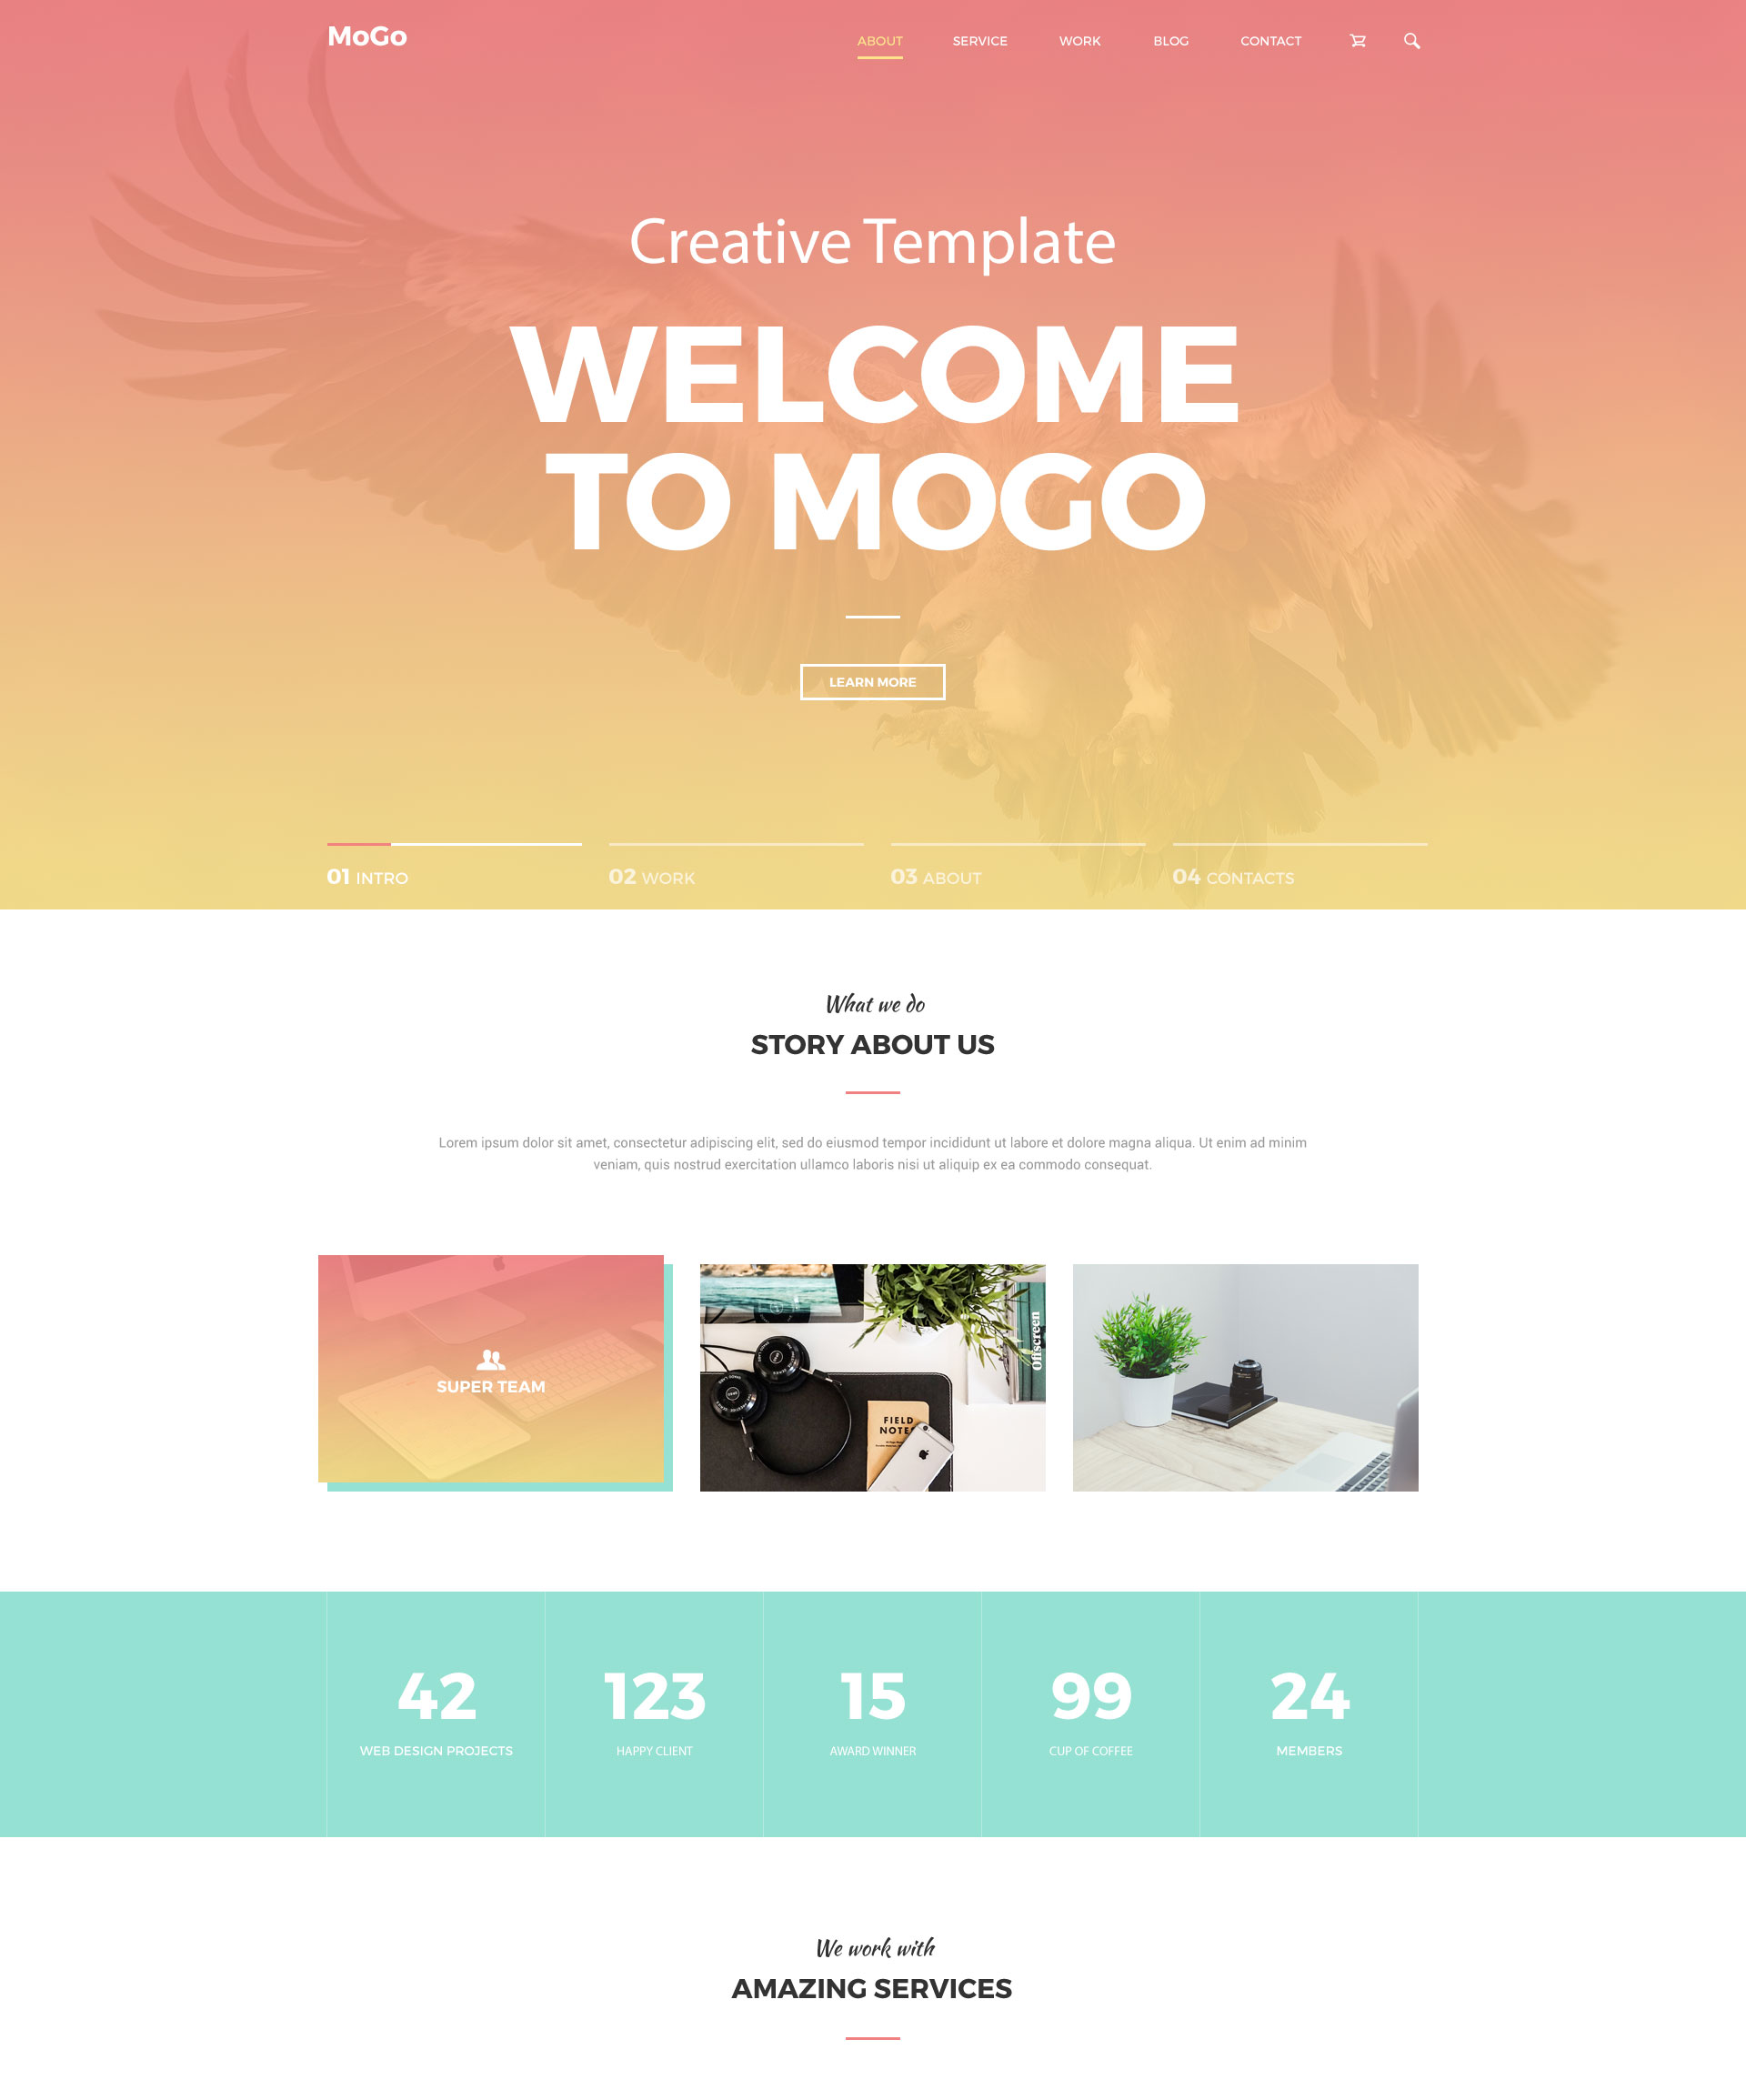 MoGo
ABOUT SERVICE WORK BLOG CONTACT
Creative Template
WELCOME
TO MOGO
LEARN MORE
01 INTRO
02 WORK
03 ABOUT
04 CONTACTS
What we do
STORY ABOUT US
Lorem ipsum dolor sit amet, consectetur adipiscing elit, sed do eiusmod tempor incididunt ut labore et dolore magna aliqua. Ut enim ad minim
veniam, quis nostrud exercitation ullamco laboris nisi ut aliquip ex ea commodo consequat.
SUPER TEAM
Offscreen
FIELD
NOTES
42
WEB DESIGN PROJECTS
123
HAPPY CLIENT
15
AWARD WINNER
99
CUP OF COFFEE
24
MEMBERS
We work with
AMAZING SERVICES